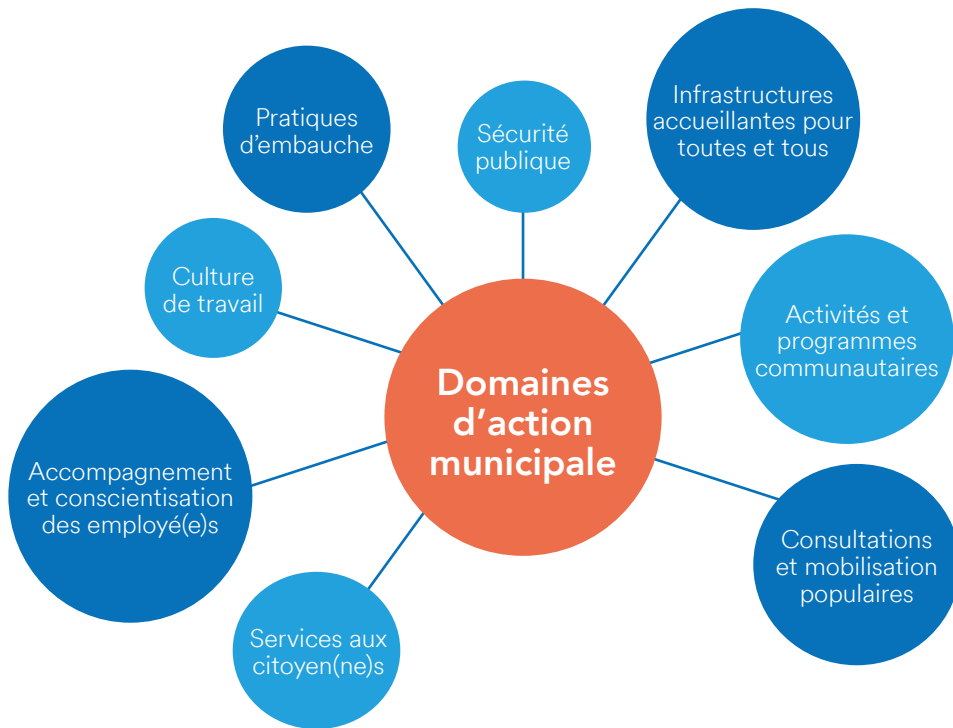 Pratiques
d'embauche
Sécurité
publique
Infrastructures
accueillantes pour
toutes et tous
Culture
de travail
Activités et
programmes
communautaires
Domaines
d’action
municipale
Accompagnement
et conscientisation
des employé(e)s
Consultations
et mobilisation
populaires
Services aux
citoyen(ne)s